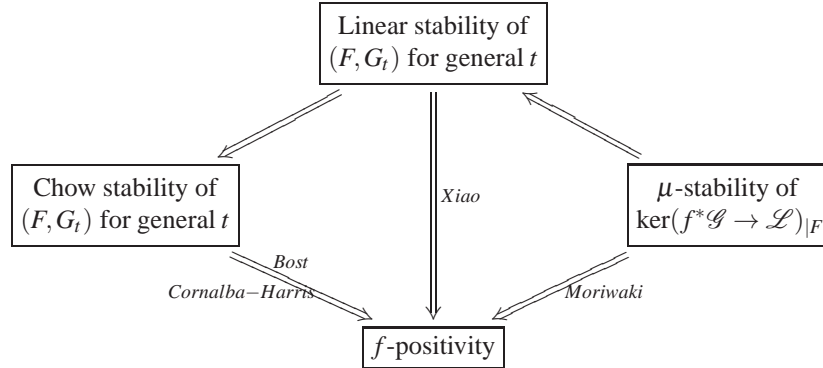 Linear stability of
(F, G_t) for general t
Xiao
Chow stability of
(F, G_t) for general t
μ-stability of
ker(f*𝒢 → ℒ)_{|F}
Bost
Cornalba−Harris
Moriwaki
f-positivity